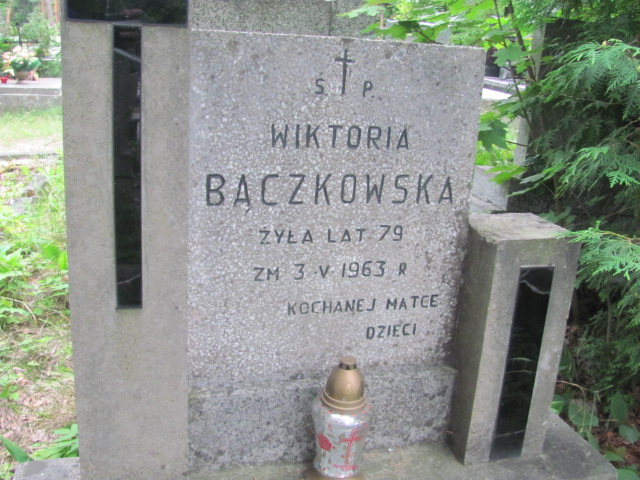 Ś P.
WIKTORIA
BĄCZKOWSKA
ŻYŁA LAT 79
ZM 3 V 1963 R
KOCHANEJ MATCE
DZIECI